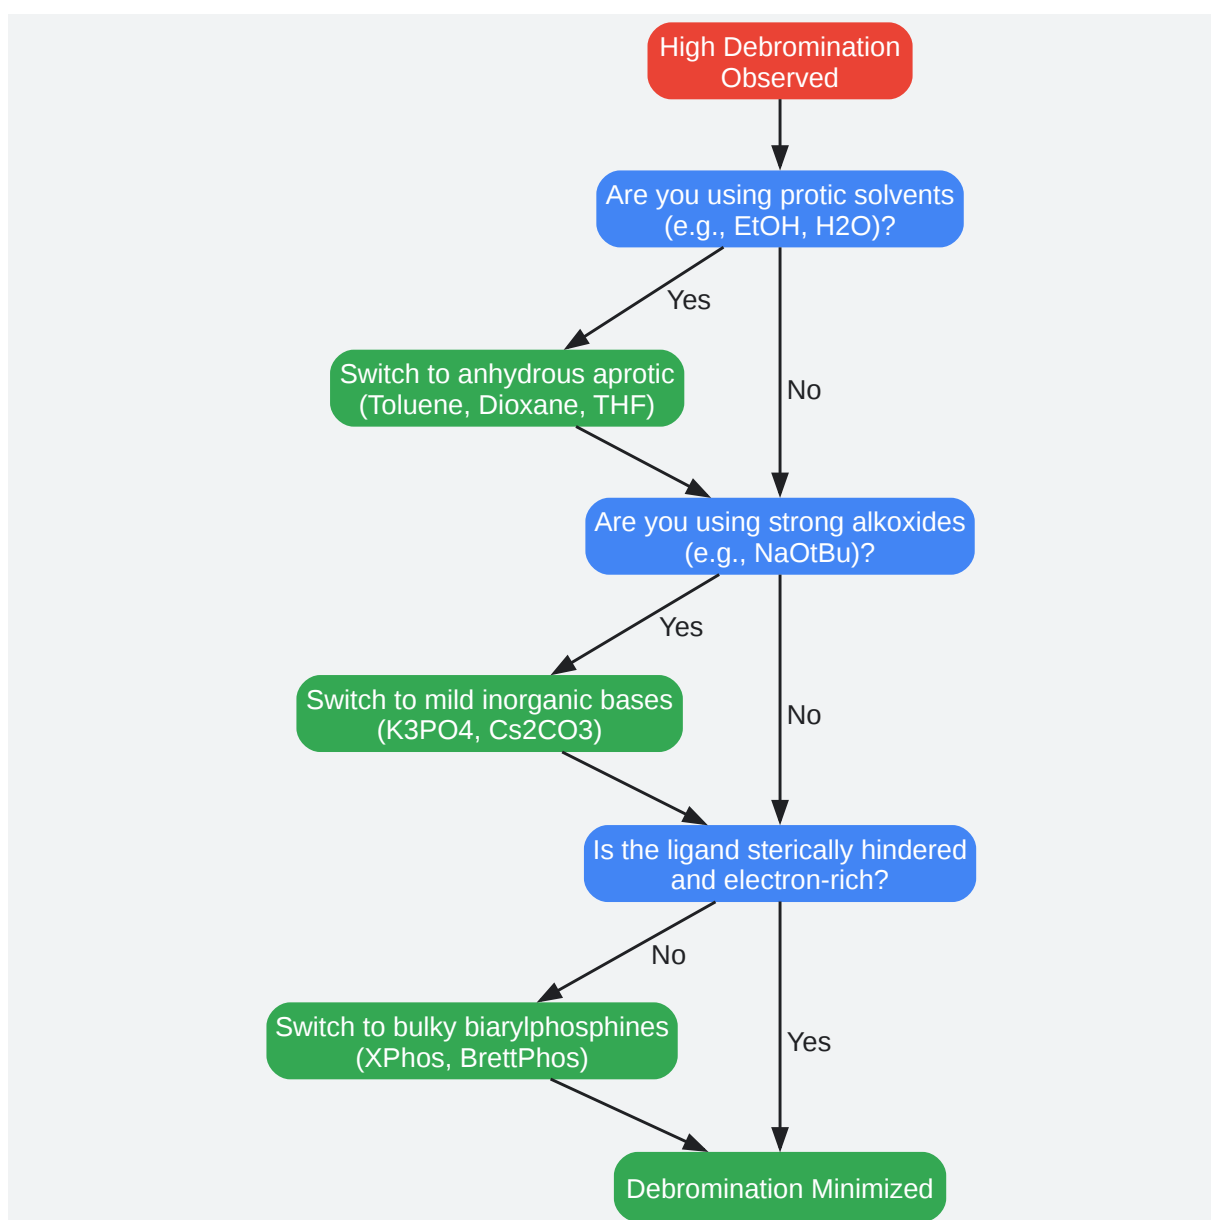 High Debromination
Observed
Are you using protic solvents
(e.g., EtOH, H2O)?
Yes
Switch to anhydrous aprotic
(Toluene, Dioxane, THF)
No
Are you using strong alkoxides
(e.g., NaOtBu)?
Yes
Switch to mild inorganic bases
(K3PO4, Cs2CO3)
No
Is the ligand sterically hindered
and electron-rich?
No
Switch to bulky biarylphosphines
(XPhos, BrettPhos)
Yes
Debromination Minimized